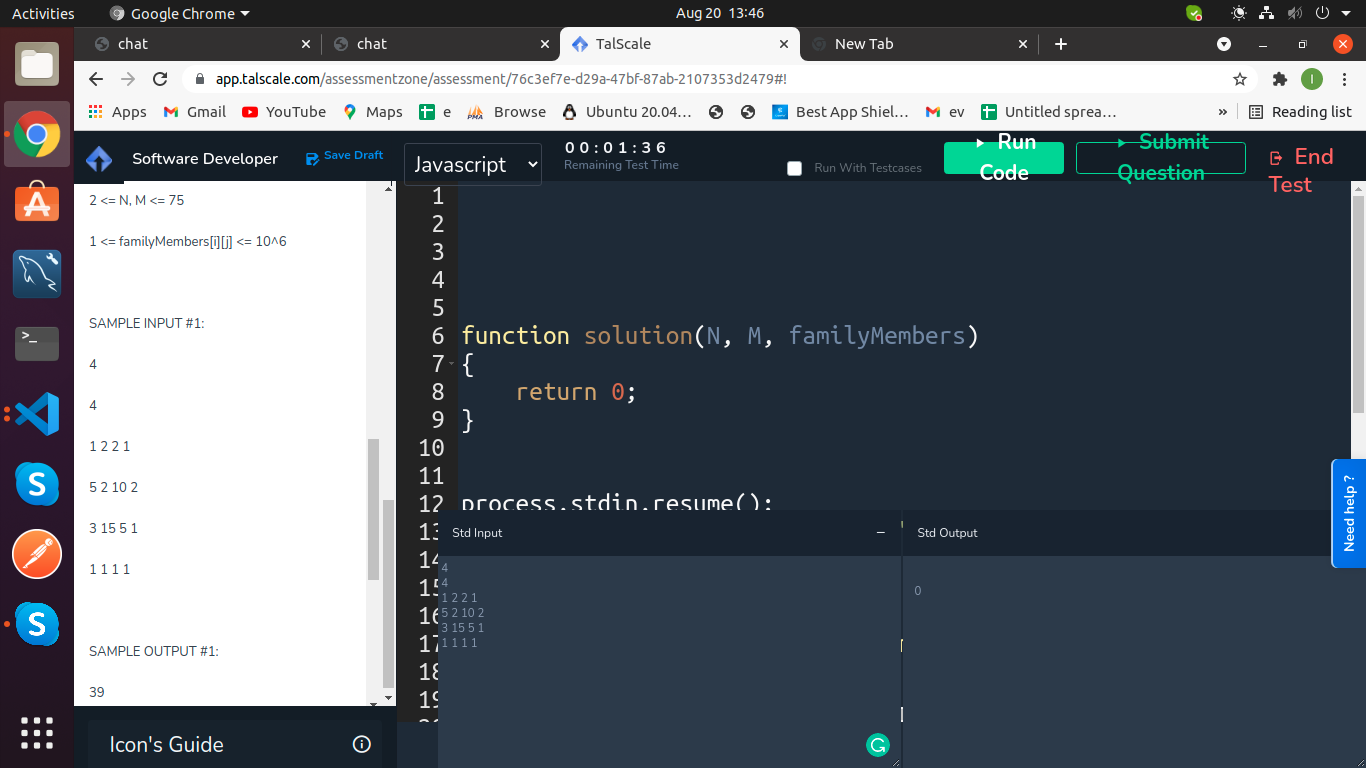 Activities
Google Chrome
Aug 20 13:46
chat
chat
TalScale
New Tab
app.talscale.com/assessmentzone/assessment/76c3ef7e-d29a-47bf-87ab-2107353d2479#!
I
Apps
Gmail
YouTube
Maps
e
Browse
Ubuntu 20.04…
Best App Shiel…
ev
Untitled sprea…
»
Reading list
Software Developer
Save Draft
Javascript
00:01:36
Remaining Test Time
Run With Testcases
Run
Code
Submit
Question
End
Test
2 <= N, M <= 75
1 <= familyMembers[i][j] <= 10^6
SAMPLE INPUT #1:
4
4
1 2 2 1
5 2 10 2
3 15 5 1
1 1 1 1
SAMPLE OUTPUT #1:
39
Icon's Guide
1
2
3
4
5
6 function solution(N, M, familyMembers)
7 {
8 return 0;
9 }
10
11
12 process.stdin.resume();
13
14
15
16
17
18
19
Std Input
4
4
1 2 2 1
5 2 10 2
3 15 5 1
1 1 1 1
Std Output
0
Need help ?